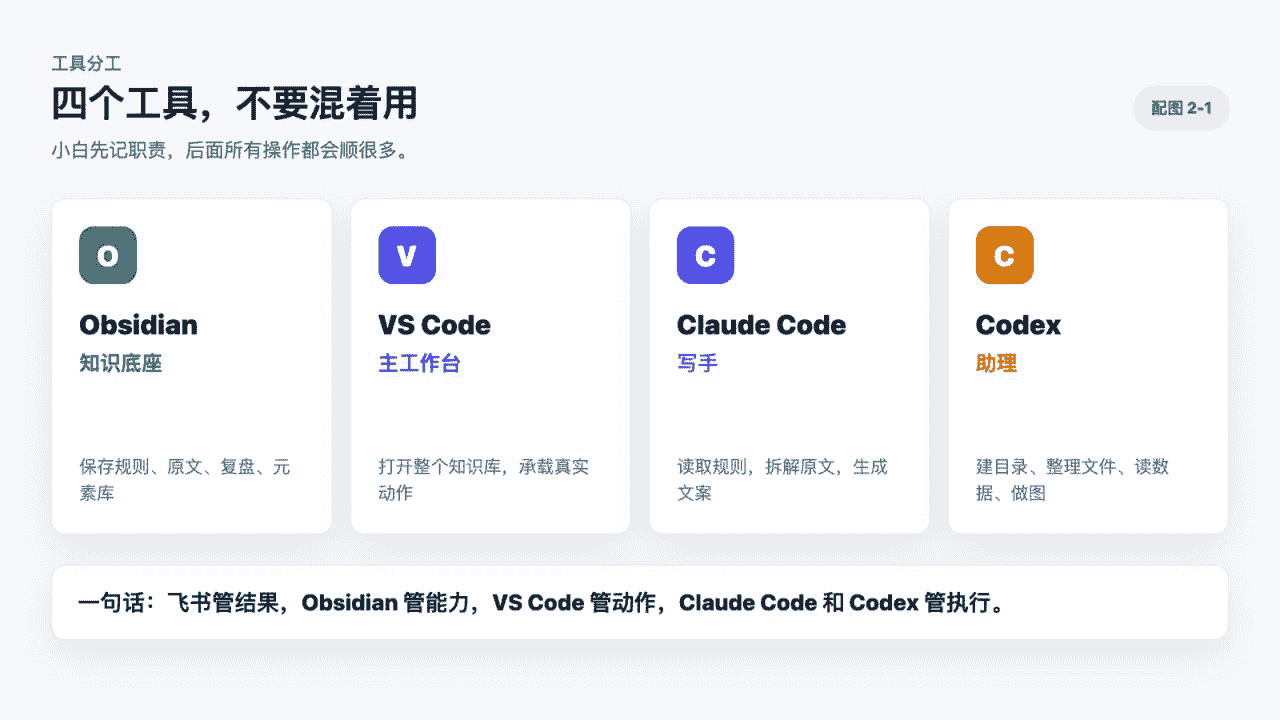 工具分工
四个工具，不要混着用
小白先记职责，后面所有操作都会顺很多。
配图 2-1
O
Obsidian
知识底座
保存规则、原文、复盘、元
素库
V
VS Code
主工作台
打开整个知识库，承载真实
动作
C
Claude Code
写手
读取规则，拆解原文，生成
文案
C
Codex
助理
建目录、整理文件、读数
据、做图
一句话：飞书管结果，Obsidian 管能力，VS Code 管动作，Claude Code 和 Codex 管执行。